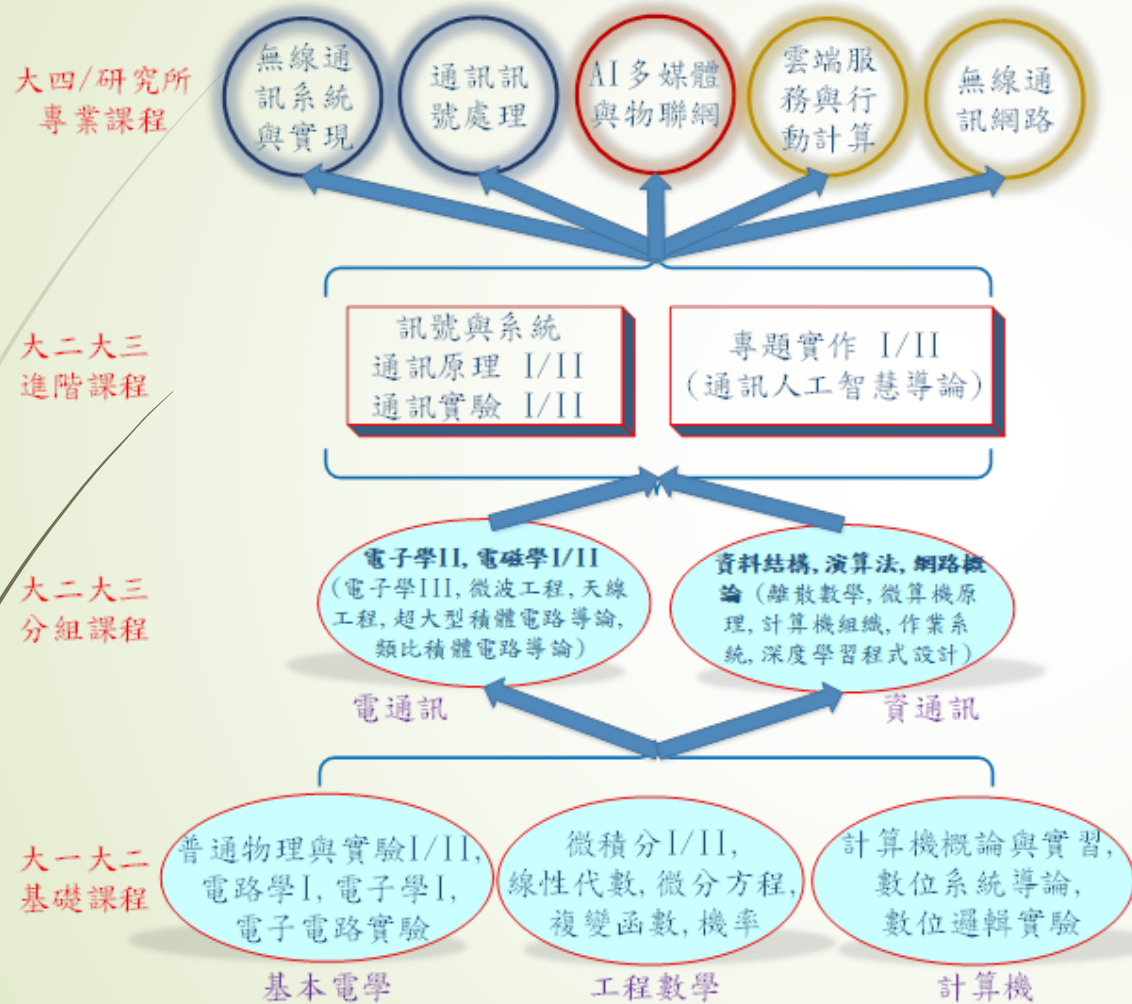 大四/研究所
專業課程
無線通
訊系統
與實現
通訊訊
號處理
AI多媒體
與物聯網
雲端服
務與行
動計算
無線通
訊網路
大二大三
進階課程
訊號與系統
通訊原理 I/II
通訊實驗 I/II
專題實作 I/II
(通訊人工智慧導論)
大二大三
分組課程
電子學II, 電磁學I/II
(電子學III, 微波工程, 天線
工程, 超大型積體電路導論,
類比積體電路導論)
電通訊
資料結構, 演算法, 網路概
論 (離散數學, 微算機原
理, 計算機組織, 作業系
統, 深度學習程式設計)
資通訊
大一大二
基礎課程
普通物理與實驗I/II,
電路學I, 電子學I,
電子電路實驗
基本電學
微積分I/II,
線性代數, 微分方程,
複變函數, 機率
工程數學
計算機概論與實習,
數位系統導論,
數位邏輯實驗
計算機